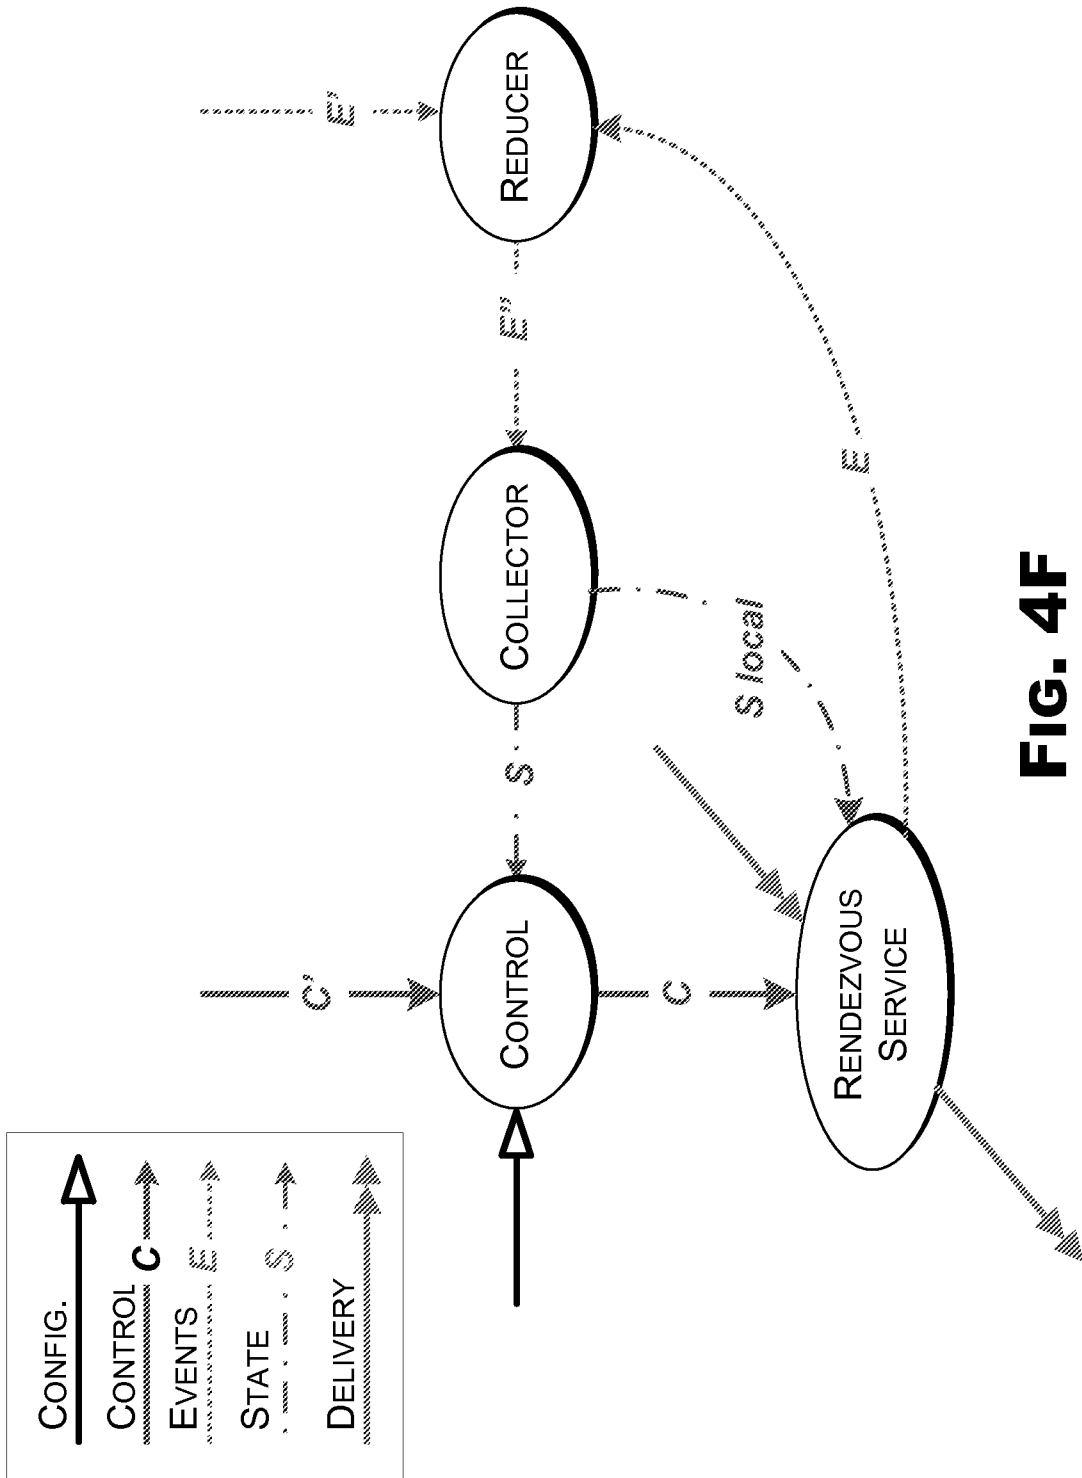 CONFIG.
CONTROL C
EVENTS E
STATE S
DELIVERY
C'
E'
CONTROL
S
COLLECTOR
E''
REDUCER
C
S local
E
RENDEZVOUS
SERVICE
FIG. 4F